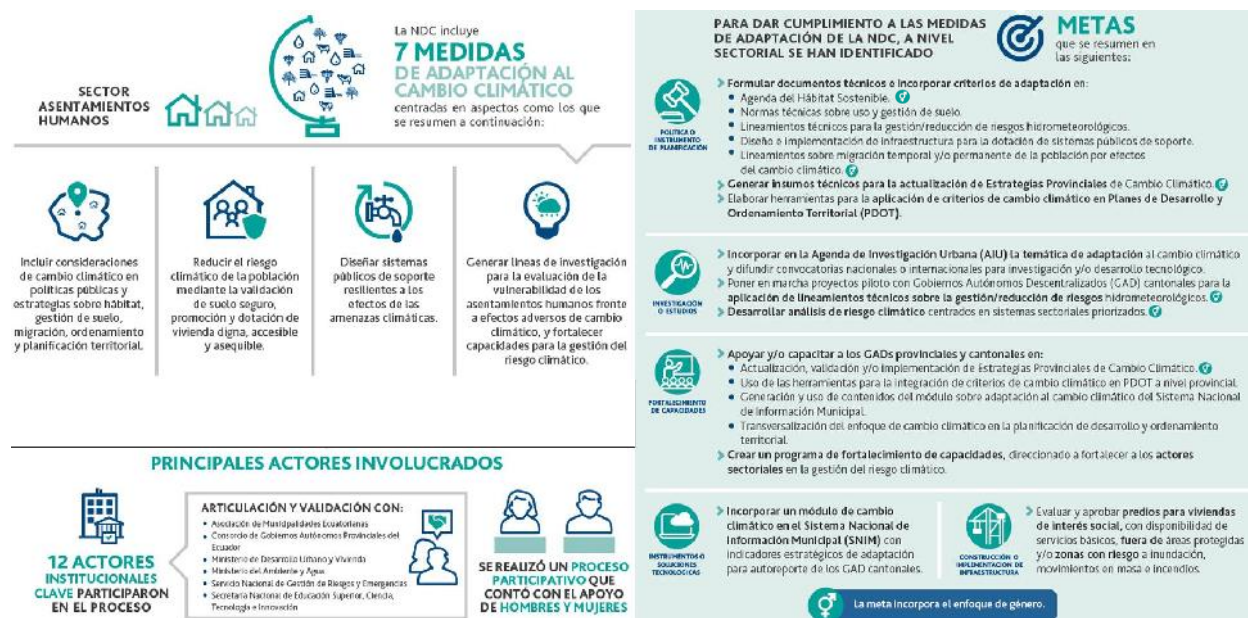 SECTOR
ASENTAMIENTOS
HUMANOS
La NDC incluye
7 MEDIDAS
DE ADAPTACIÓN AL
CAMBIO CLIMÁTICO
centradas en aspectos como los que
se resumen a continuación:
Incluir consideraciones
de cambio climático en
políticas públicas y
estrategias sobre hábitat,
gestión de suelo,
migración, ordenamiento
y planificación territorial.
Reducir el riesgo
climático de la población
mediante la validación
de suelo seguro,
promoción y dotación de
vivienda digna, accesible
y asequible.
Diseñar sistemas
públicos de soporte
resilientes a los
efectos de las
amenazas climáticas.
Generar líneas de investigación
para la evaluación de la
vulnerabilidad de los
asentamientos humanos frente
a efectos adversos de cambio
climático, y fortalecer
capacidades para la gestión del
riesgo climático.
PRINCIPALES ACTORES INVOLUCRADOS
12 ACTORES
INSTITUCIONALES
CLAVE PARTICIPARON
EN EL PROCESO
ARTICULACIÓN Y VALIDACIÓN CON:
• Asociación de Municipalidades Ecuatorianas
• Consorcio de Gobiernos Autónomos Provinciales del
Ecuador
• Ministerio de Desarrollo Urbano y Vivienda
• Ministerio del Ambiente y Agua
• Servicio Nacional de Gestión de Riesgos y Emergencias
• Secretaría Nacional de Educación Superior, Ciencia,
Tecnología e Innovación
SE REALIZÓ UN PROCESO
PARTICIPATIVO QUE
CONTÓ CON EL APOYO
DE HOMBRES Y MUJERES
PARA DAR CUMPLIMIENTO A LAS MEDIDAS
DE ADAPTACIÓN DE LA NDC, A NIVEL
SECTORIAL SE HAN IDENTIFICADO
METAS
que se resumen en
las siguientes:
POLÍTICA O
INSTRUMENTO
DE PLANIFICACIÓN
Formular documentos técnicos e incorporar criterios de adaptación en:
• Agenda del Hábitat Sostenible.
• Normas técnicas sobre uso y gestión de suelo.
• Lineamientos técnicos para la gestión/reducción de riesgos hidrometeorológicos.
• Diseño e implementación de infraestructura para la dotación de sistemas públicos de soporte.
• Lineamientos sobre migración temporal y/o permanente de la población por efectos
del cambio climático.
Generar insumos técnicos para la actualización de Estrategias Provinciales de Cambio Climático.
Elaborar herramientas para la aplicación de criterios de cambio climático en Planes de Desarrollo y
Ordenamiento Territorial (PDOT).
INVESTIGACIÓN
O ESTUDIOS
Incorporar en la Agenda de Investigación Urbana (AIU) la temática de adaptación al cambio climático
y difundir convocatorias nacionales o internacionales para investigación y/o desarrollo tecnológico.
Poner en marcha proyectos piloto con Gobiernos Autónomos Descentralizados (GAD) cantonales para la
aplicación de lineamientos técnicos sobre la gestión/reducción de riesgos hidrometeorológicos.
Desarrollar análisis de riesgo climático centrados en sistemas sectoriales priorizados.
FORTALECIMIENTO
DE CAPACIDADES
Apoyar y/o capacitar a los GADs provinciales y cantonales en:
• Actualización, validación y/o implementación de Estrategias Provinciales de Cambio Climático.
• Uso de las herramientas para la integración de criterios de cambio climático en PDOT a nivel provincial.
• Generación y uso de contenidos del módulo sobre adaptación al cambio climático del Sistema Nacional
de Información Municipal.
• Transversalización del enfoque de cambio climático en la planificación de desarrollo y ordenamiento
territorial.
Crear un programa de fortalecimiento de capacidades, direccionado a fortalecer a los actores
sectoriales en la gestión del riesgo climático.
INSTRUMENTOS O
SOLUCIONES
TECNOLÓGICAS
Incorporar un módulo de cambio
climático en el Sistema Nacional de
Información Municipal (SNIM) con
indicadores estratégicos de adaptación
para autoreporte de los GAD cantonales.
CONSTRUCCIÓN O
IMPLEMENTACIÓN DE
INFRAESTRUCTURA
Evaluar y aprobar predios para viviendas
de interés social, con disponibilidad de
servicios básicos, fuera de áreas protegidas
y/o zonas con riesgo a inundación,
movimientos en masa e incendios.
La meta incorpora el enfoque de género.